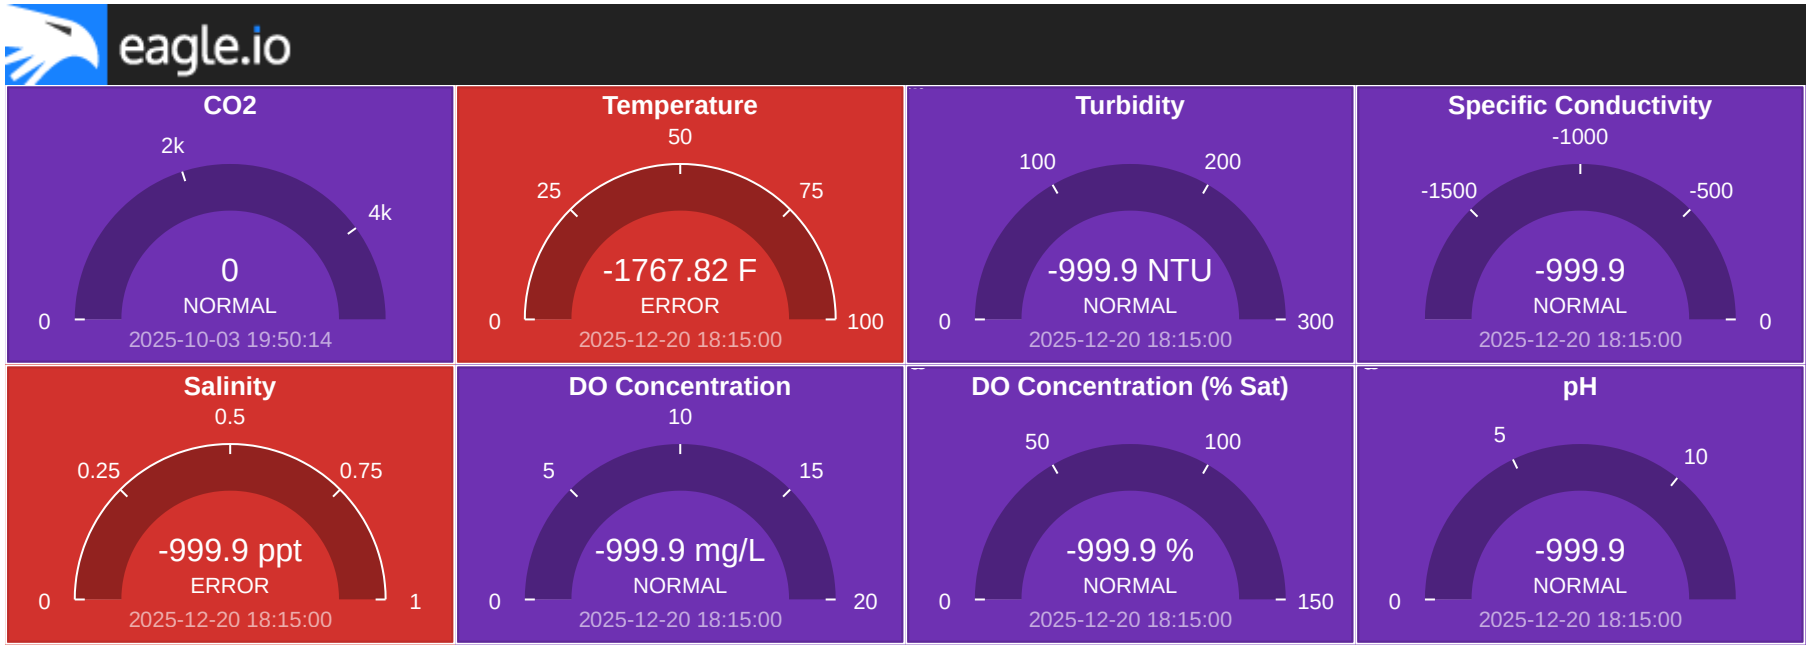 eagle.io
CO2
2k
4k
0
0
NORMAL
2025-10-03 19:50:14
Temperature
50
25
75
-1767.82 F
ERROR
0
100
2025-12-20 18:15:00
Turbidity
100
200
-999.9 NTU
NORMAL
0
300
2025-12-20 18:15:00
Specific Conductivity
-1000
-1500
-500
-999.9
NORMAL
0
2025-12-20 18:15:00
Salinity
0.5
0.25
0.75
-999.9 ppt
ERROR
0
1
2025-12-20 18:15:00
DO Concentration
10
5
15
-999.9 mg/L
NORMAL
0
20
2025-12-20 18:15:00
DO Concentration (% Sat)
50
100
-999.9 %
NORMAL
0
150
2025-12-20 18:15:00
pH
5
10
-999.9
NORMAL
0
2025-12-20 18:15:00